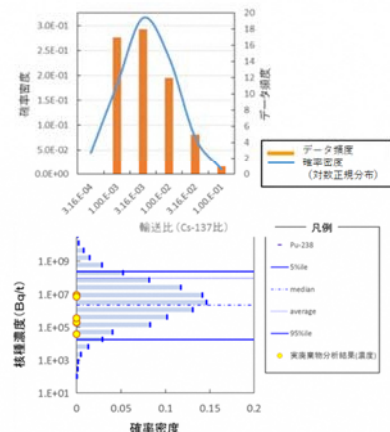 確率密度
3.0E-01
2.5E-01
2.0E-01
1.5E-01
1.0E-01
5.0E-02
0.0E+00
20
18
16
14
12
10
8
6
4
2
0
データ頻度
3.16.E-04
1.00.E-03
3.16.E-03
1.00.E-02
3.16.E-02
1.00.E-01
輸送比(Cs-137比)
データ頻度
確率密度
(対数正規分布)
核種濃度(Bq/t)
1.E+09
1.E+07
1.E+05
1.E+03
1.E+01
0
0.05
0.1
0.15
0.2
確率密度
凡例
Pu-238
5%ile
median
average
95%ile
実廃棄物分析結果(濃度)